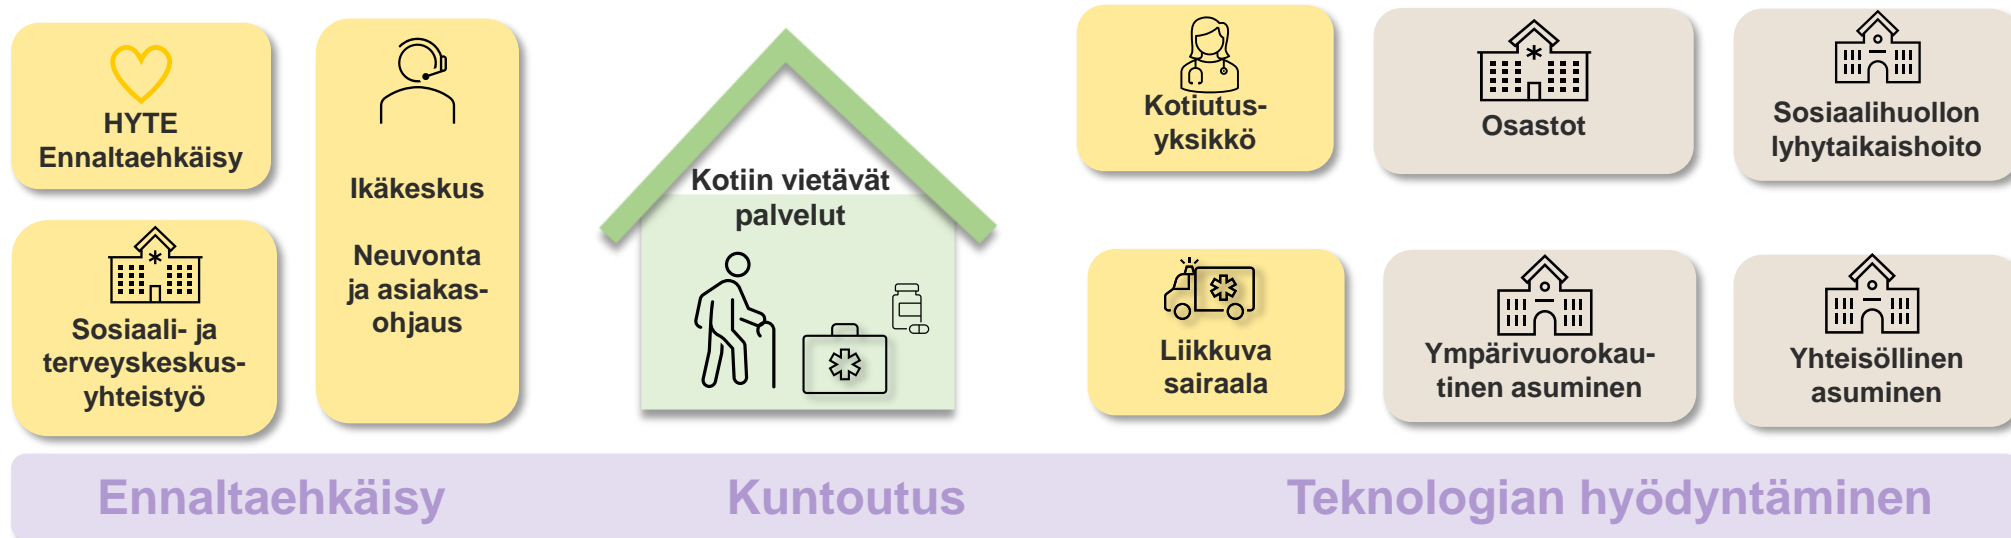 HYTE
Ennaltaehkäisy
Sosiaali- ja
terveyskeskus-
yhteistyö
Ikäkeskus
Neuvonta
ja asiakas-
ohjaus
Kotiin vietävät
palvelut
Kotiutus-
yksikkö
Osastot
Sosiaalihuollon
lyhytaikaishoito
Liikkuva
sairaala
Ympärivuorokau-
tinen asuminen
Yhteisöllinen
asuminen
Ennaltaehkäisy
Kuntoutus
Teknologian hyödyntäminen